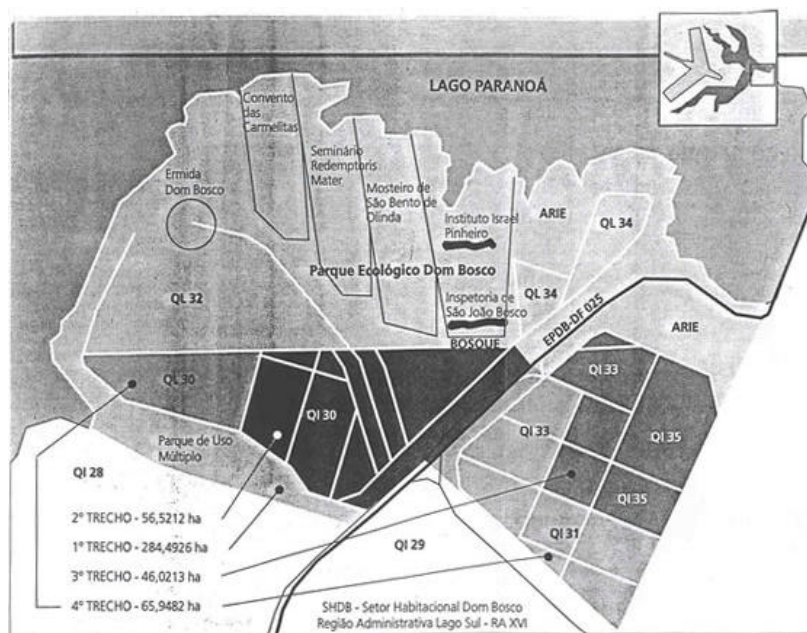 LAGO PARANOÁ
Convento
das
Carmelitas
Seminário
Redemptoris
Mater
Ermida
Dom Bosco
Mosteiro de
São Bento de
Olinda
Instituto Israel
Pinheiro
ARIE
QL 34
Parque Ecológico Dom Bosco
QL 32
Inspetoria de
São João Bosco
QL 34
BOSQUE
EPDB-DF 025
ARIE
QL 30
QI 33
QI 30
QI 33
QI 35
Parque de Uso
Múltiplo
QI 28
QI 35
2º TRECHO - 56,5212 ha
QI 31
1º TRECHO - 284,4926 ha
QI 29
3º TRECHO - 46,0213 ha
4º TRECHO - 65,9482 ha
SHDB - Setor Habitacional Dom Bosco
Região Administrativa Lago Sul - RA XVI